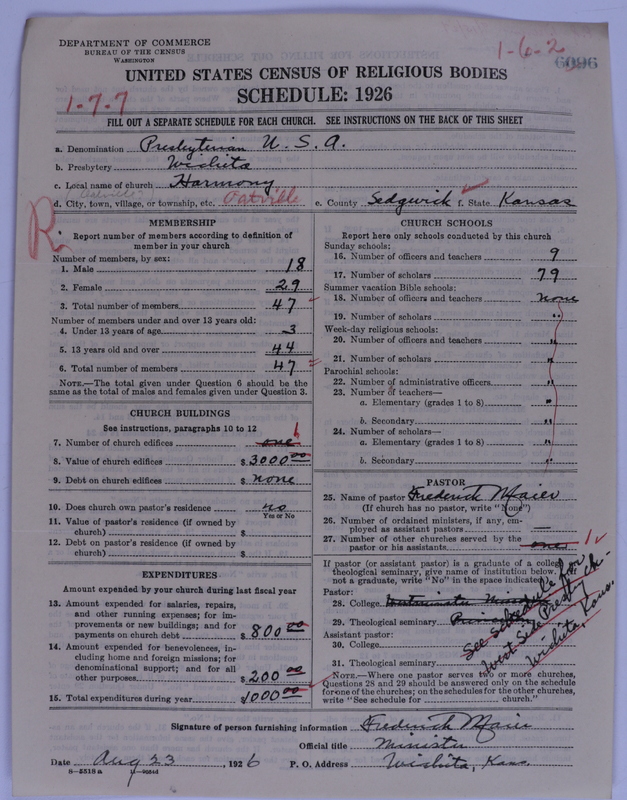 DEPARTMENT OF COMMERCE
BUREAU OF THE CENSUS
WASHINGTON
1-6-2
6096
UNITED STATES CENSUS OF RELIGIOUS BODIES
1-7-7
SCHEDULE: 1926
FILL OUT A SEPARATE SCHEDULE FOR EACH CHURCH. SEE INSTRUCTIONS ON THE BACK OF THIS SHEET
a. Denomination Presbyterian U.S.A.
b. Presbytery Wichita
c. Local name of church Harmony
d. City, town, village, or township, etc. Oatville e. County Sedgwick f. State Kansas
R
MEMBERSHIP
Report number of members according to definition of
member in your church
Number of members, by sex:
1. Male 18
2. Female 29
3. Total number of members 47
Number of members under and over 13 years old:
4. Under 13 years of age 3
5. 13 years old and over 44
6. Total number of members 47
NOTE.—The total given under Question 6 should be the
same as the total of males and females given under Question 3.
CHURCH BUILDINGS
See instructions, paragraphs 10 to 12
7. Number of church edifices one
8. Value of church edifices $ 3000.00
9. Debt on church edifices $ none
10. Does church own pastor's residence no
Yes or No
11. Value of pastor's residence (if owned by
church) $
12. Debt on pastor's residence (if owned by
church) $
EXPENDITURES
Amount expended by your church during last fiscal year
13. Amount expended for salaries, repairs,
and other running expenses; for im-
provements or new buildings; and for
payments on church debt $ 800.00
14. Amount expended for benevolences, in-
cluding home and foreign missions; for
denominational support; and for all
other purposes $ 200.00
15. Total expenditures during year 1000.00
CHURCH SCHOOLS
Report here only schools conducted by this church
Sunday schools:
16. Number of officers and teachers 9
17. Number of scholars 79
Summer vacation Bible schools:
18. Number of officers and teachers none
19. Number of scholars "
Week-day religious schools:
20. Number of officers and teachers "
21. Number of scholars "
Parochial schools:
22. Number of administrative officers "
23. Number of teachers—
a. Elementary (grades 1 to 8) "
b. Secondary "
24. Number of scholars—
a. Elementary (grades 1 to 8) "
b. Secondary "
PASTOR
25. Name of pastor Frederick Maier
(If church has no pastor, write "None")
26. Number of ordained ministers, if any, em-
ployed as assistant pastors —
27. Number of other churches served by the
pastor or his assistants one 1
If pastor (or assistant pastor) is a graduate of a college
theological seminary, give name of institution below.
not a graduate, write "No" in the space indicated
Pastor:
28. College Westminster
29. Theological seminary
Assistant pastor:
30. College
31. Theological seminary
See schedule for
West Side Presby. Ch-
Wichita, Kans.
NOTE.—Where one pastor serves two or more churches,
Questions 28 and 29 should be answered only on the schedule
for one of the churches; on the schedules for the other churches,
write "See schedule for church."
Signature of person furnishing information Frederick Maier
Official title Minister
Date Aug 23, 1926 P. O. Address Wichita, Kans
8—5518 a